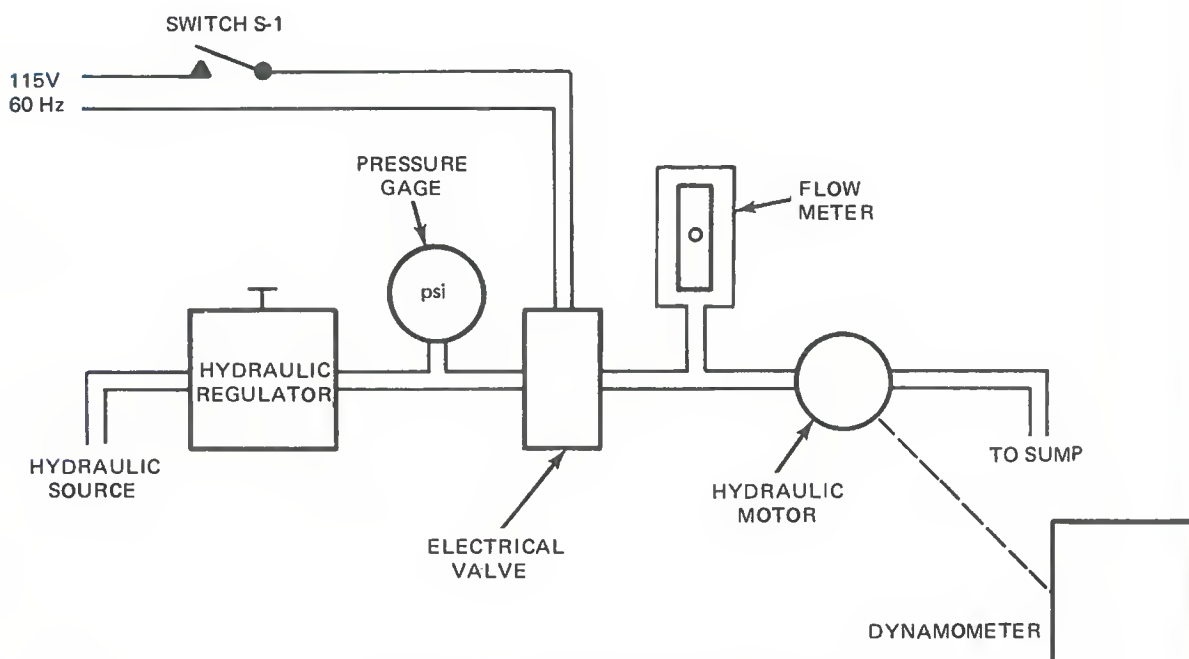 SWITCH S-1
115V
60 Hz
PRESSURE
GAGE
FLOW
METER
psi
HYDRAULIC
REGULATOR
HYDRAULIC
SOURCE
TO SUMP
HYDRAULIC
MOTOR
ELECTRICAL
VALVE
DYNAMOMETER